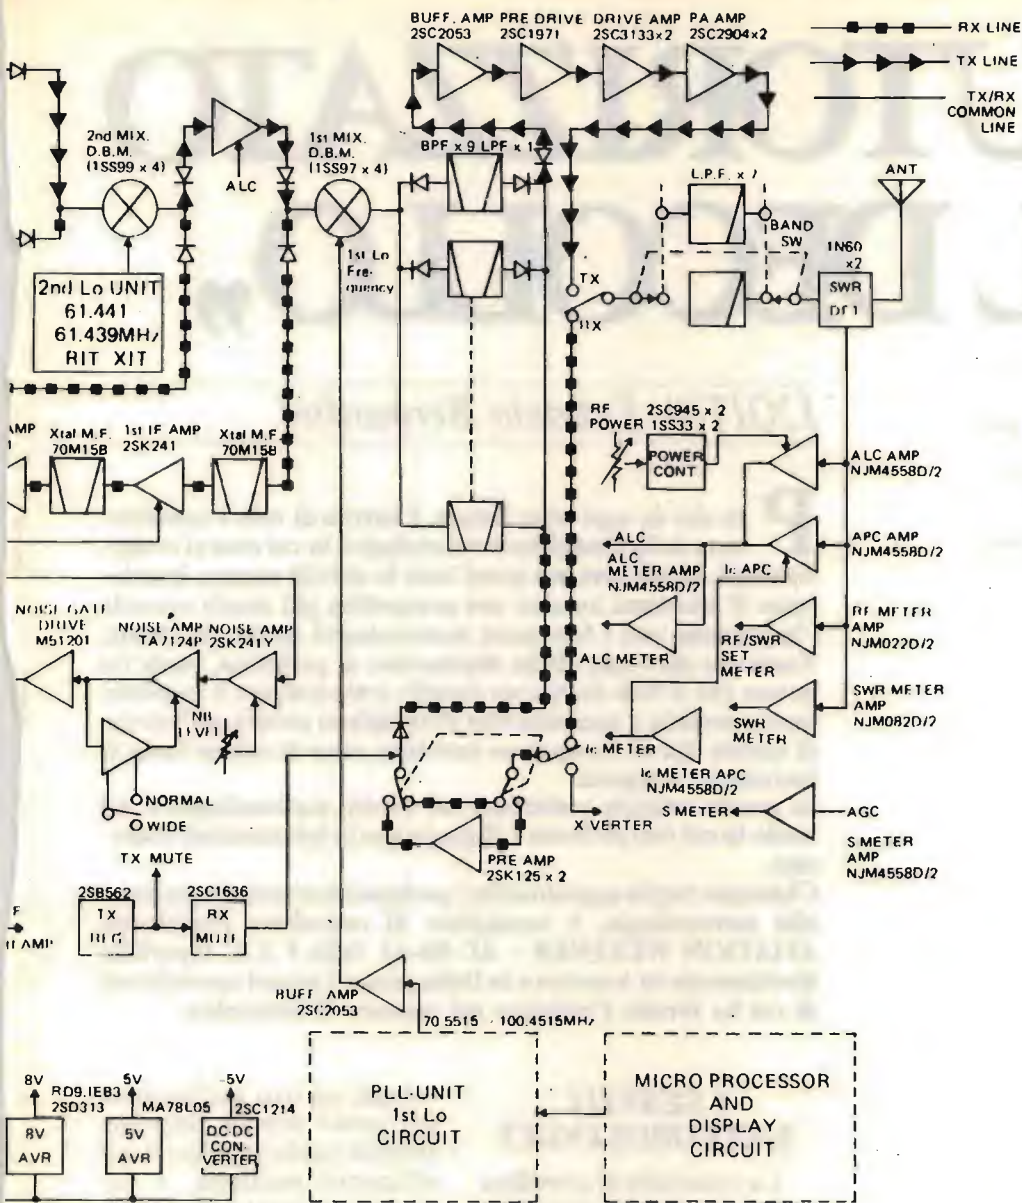 BUFF. AMP PRE DRIVE DRIVE AMP PA AMP
2SC2053 2SC1971 2SC3133×2 2SC2904×2
RX LINE
TX LINE
TX/RX
COMMON
LINE
2nd MIX.
D.B.M.
(1SS99 x 4)
ALC
1st MIX.
D.B.M.
(1SS97 x 4)
BPF x 9 LPF x 1
L.P.F. x 7
ANT
BAND
SW
1N60
x2
SWR
DET
1st Lo
Fre-
quency
TX
RX
2nd Lo UNIT
61.441
61.439MHz
RIT XIT
AMP
Xtal M.F.
70M15B
1st IF AMP
2SK241
Xtal M.F.
70M15B
RF
POWER
2SC945 x 2
1SS33 x 2
POWER
CONT
ALC AMP
NJM4558D/2
ALC
ALC
METER AMP
NJM4558D/2
Ic APC
APC AMP
NJM4558D/2
ALC METER
RF/SWR
SET
METER
RF METER
AMP
NJM022D/2
SWR
METER
SWR METER
AMP
NJM082D/2
NOISE GATE
DRIVE
M51201
NOISE AMP
TA7124P
NOISE AMP
2SK241Y
NB
LEVEL
NORMAL
WIDE
Ic METER
Ic METER APC
NJM4558D/2
X VERTER
S METER
AGC
S METER
AMP
NJM4558D/2
PRE AMP
2SK125 x 2
TX MUTE
2SB562
TX
REG
2SC1636
RX
MUTE
F
AMP
BUFF AMP
2SC2053
70.5515 - 100.4515MHz
PLL-UNIT
1st Lo
CIRCUIT
MICRO PROCESSOR
AND
DISPLAY
CIRCUIT
8V
RD9.1EB3
2SD313
8V
AVR
5V
MA78L05
5V
AVR
-5V
2SC1214
DC-DC
CON-
VERTER